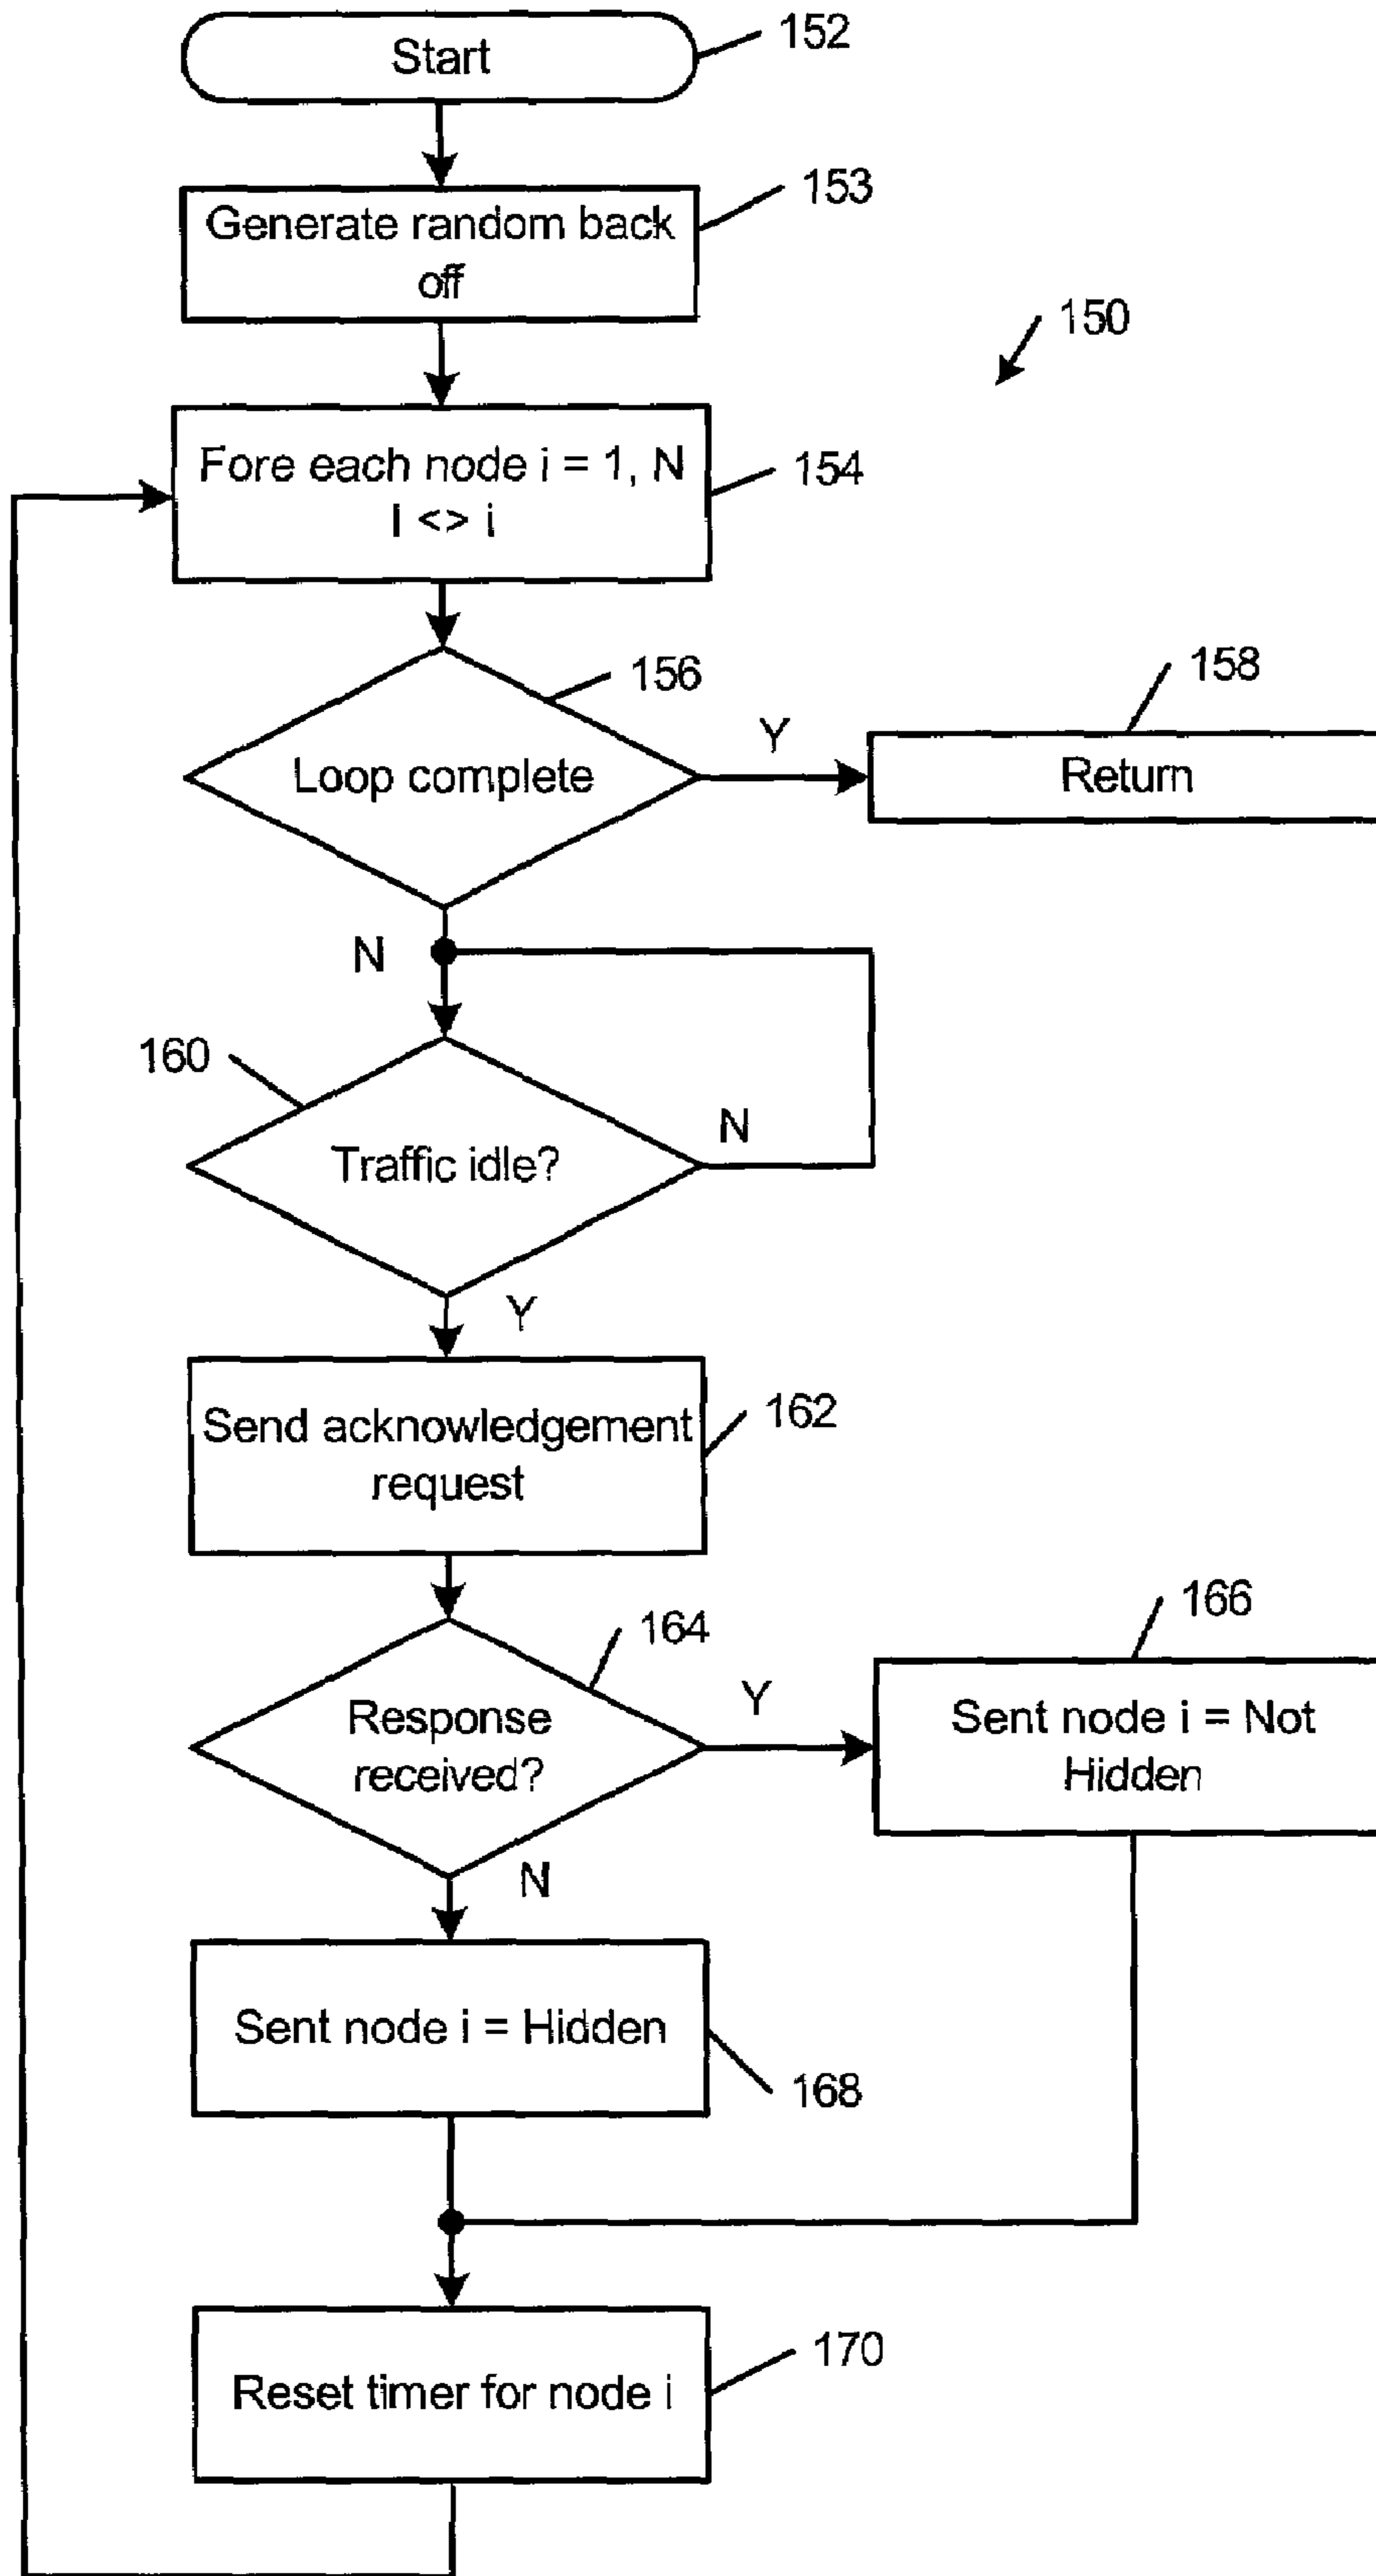 Start
152
Generate random back
off
153
150
Fore each node i = 1, N
I <> i
154
156
Loop complete
Y
158
Return
N
160
Traffic idle?
N
Y
Send acknowledgement
request
162
164
Response
received?
Y
166
Sent node i = Not
Hidden
N
Sent node i = Hidden
168
Reset timer for node i
170